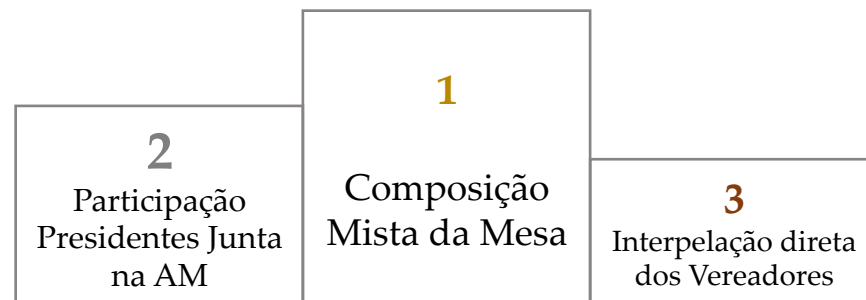 2
Participação
Presidentes Junta
na AM
1
Composição
Mista da Mesa
3
Interpelação direta
dos Vereadores